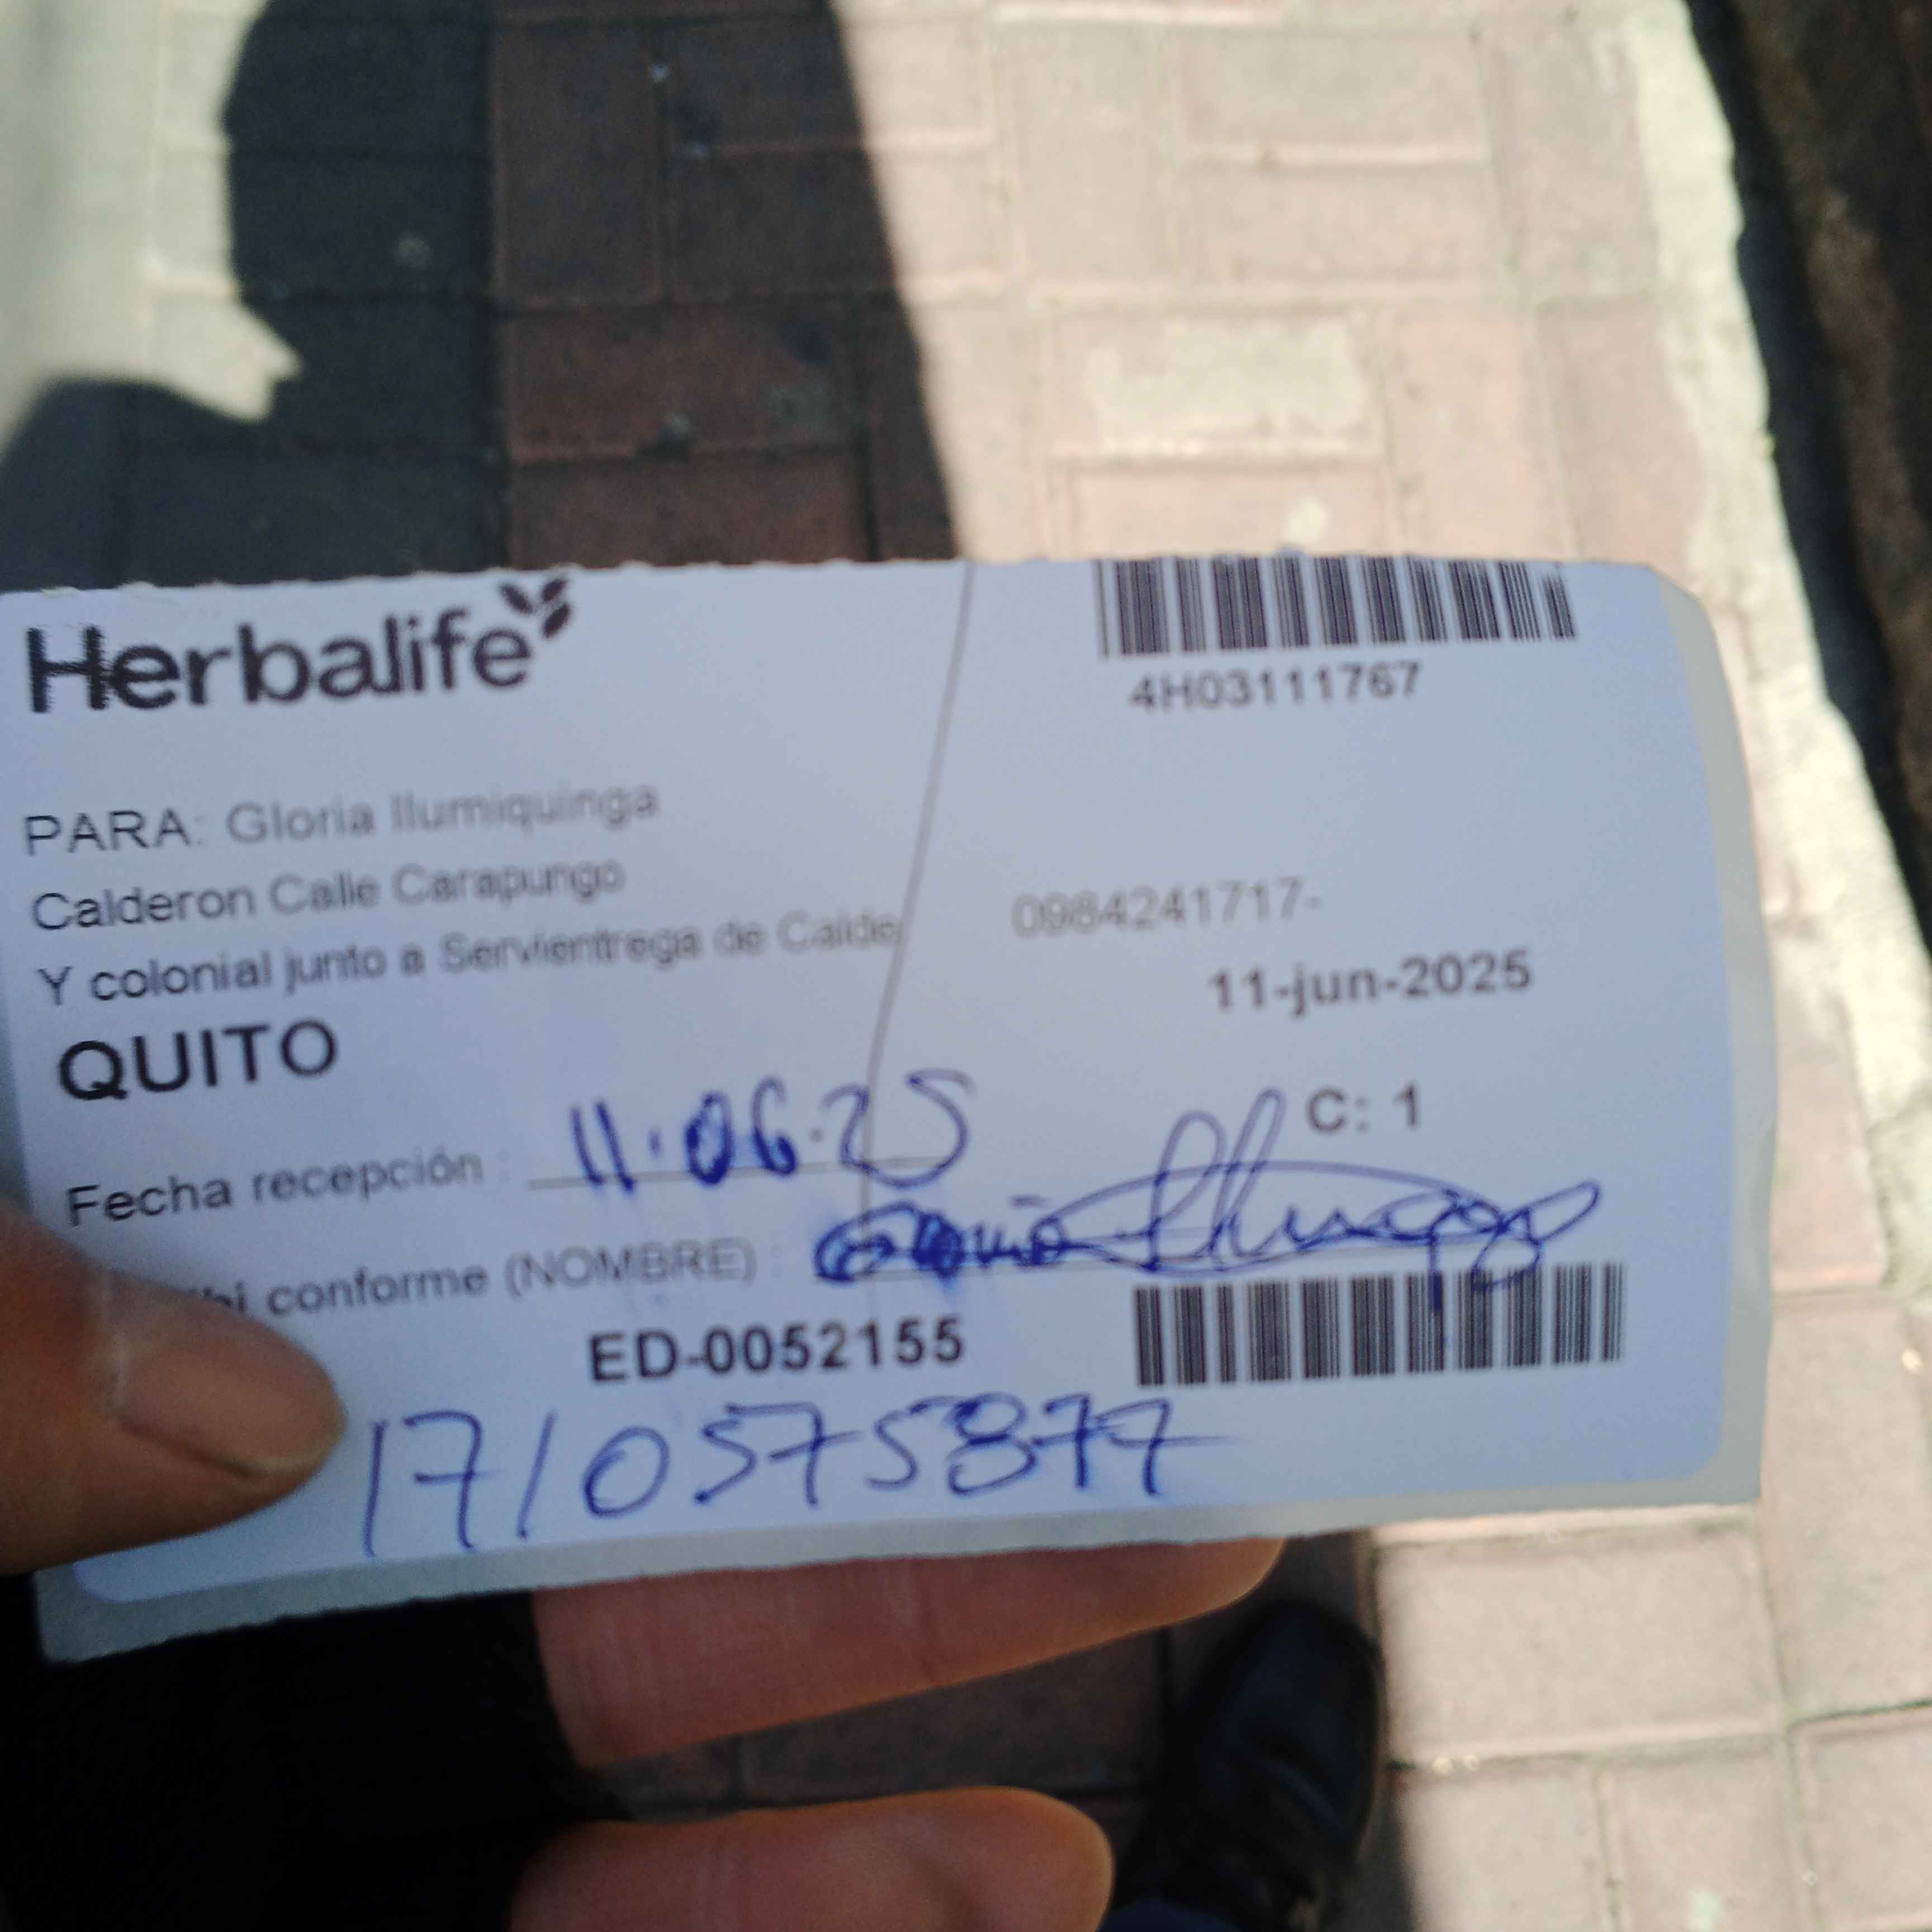 Herbalife
4H03111767
PARA: Gloria Ilumiquinga
Calderon Calle Carapungo
Y colonial junto a Servientrega de Calde
0984241717-
11-jun-2025
QUITO
C: 1
Fecha recepción : 11.06.25
conforme (NOMBRE) :
ED-0052155
1710575877